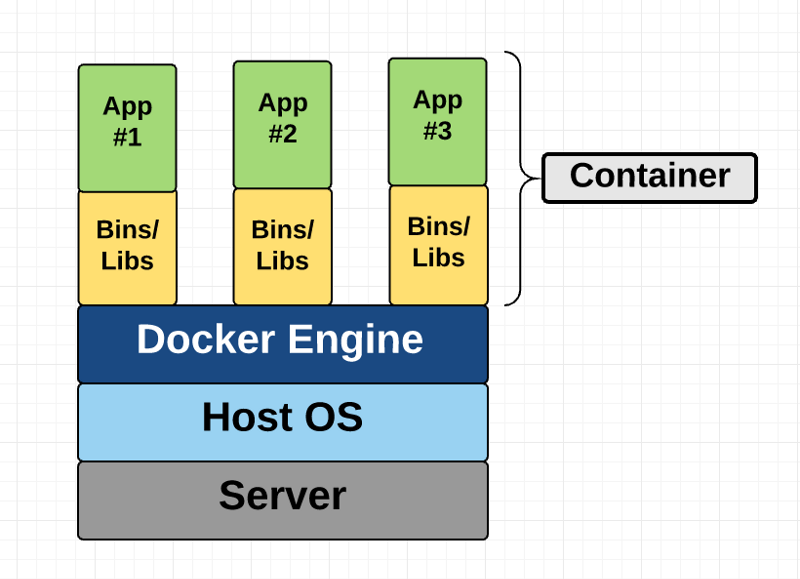 App
#1
App
#2
App
#3
Container
Bins/
Libs
Bins/
Libs
Bins/
Libs
Docker Engine
Host OS
Server